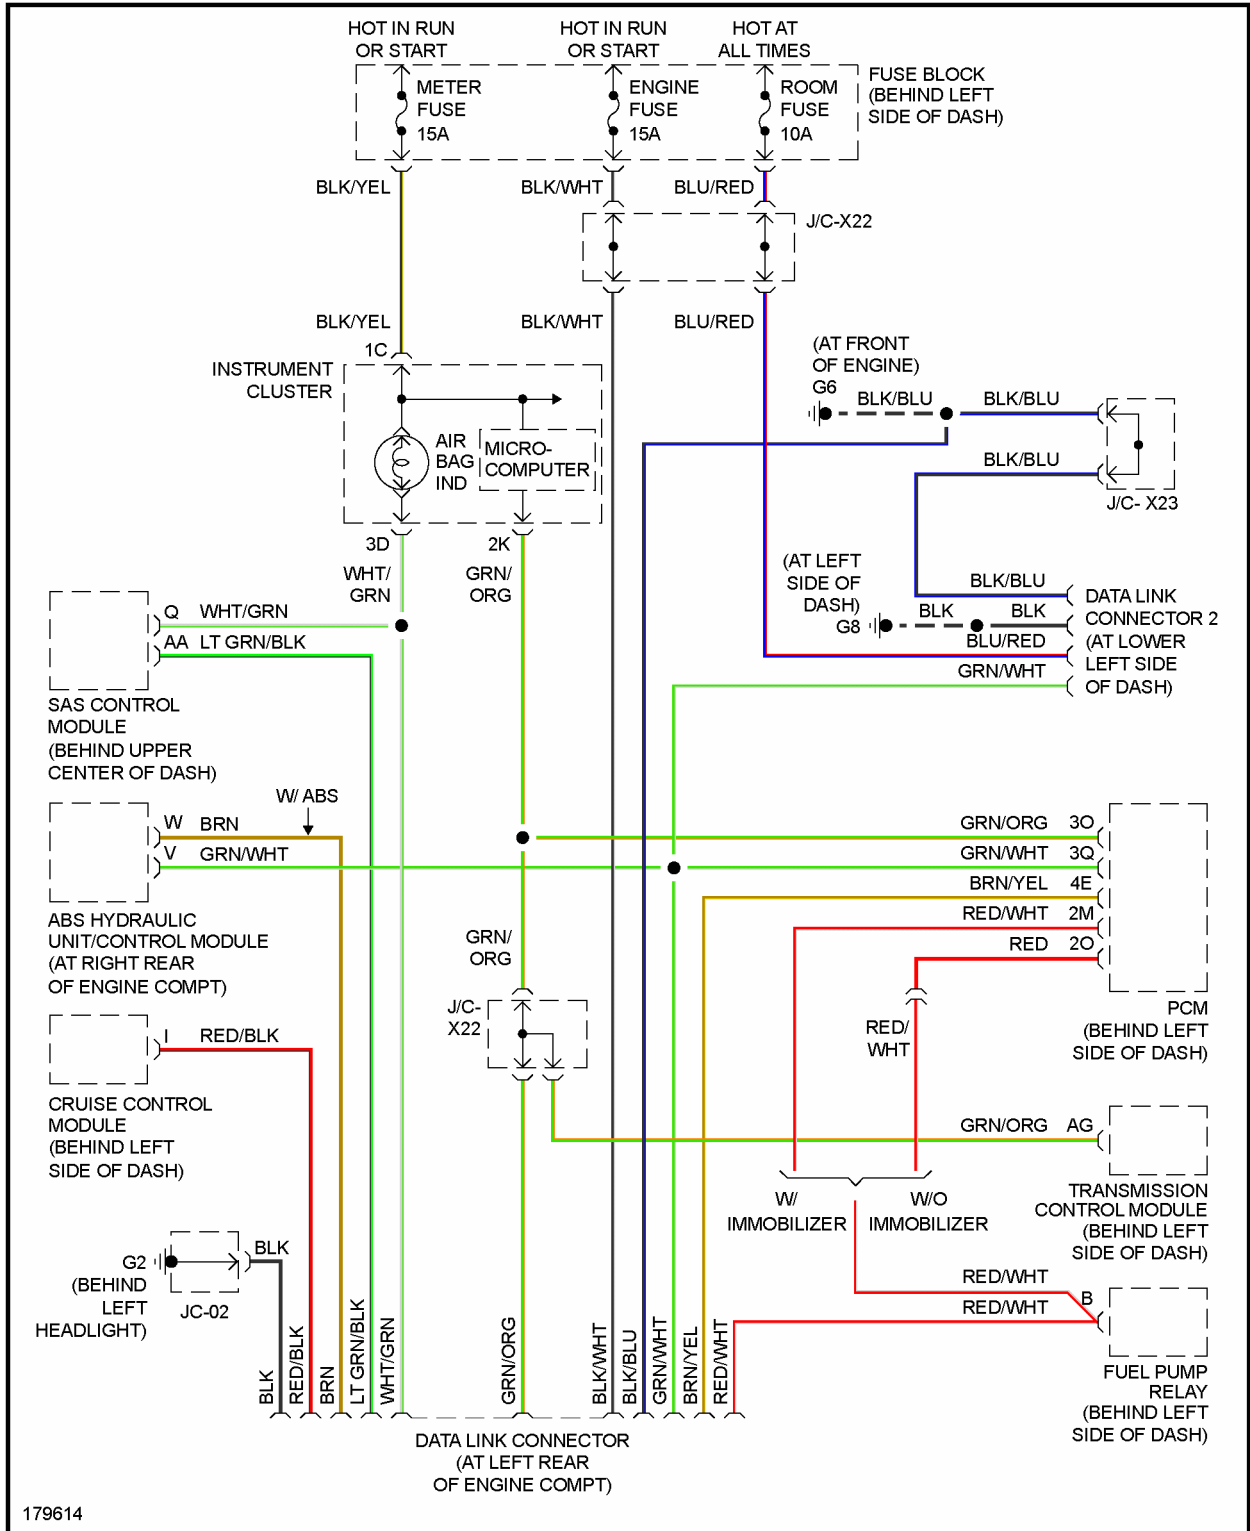 HOT IN RUN
OR START
HOT IN RUN
OR START
HOT AT
ALL TIMES
METER
FUSE
15A
ENGINE
FUSE
15A
ROOM
FUSE
10A
FUSE BLOCK
(BEHIND LEFT
SIDE OF DASH)
BLK/YEL
BLK/WHT
BLU/RED
J/C-X22
BLK/YEL
BLK/WHT
BLU/RED
1C
INSTRUMENT
CLUSTER
AIR
BAG
IND
MICRO-
COMPUTER
(AT FRONT
OF ENGINE)
G6
BLK/BLU
BLK/BLU
BLK/BLU
J/C- X23
3D
2K
WHT/
GRN
GRN/
ORG
(AT LEFT
SIDE OF
DASH)
G8
BLK/BLU
BLK
BLK
BLU/RED
GRN/WHT
DATA LINK
CONNECTOR 2
(AT LOWER
LEFT SIDE
OF DASH)
Q
WHT/GRN
AA
LT GRN/BLK
SAS CONTROL
MODULE
(BEHIND UPPER
CENTER OF DASH)
W/ ABS
W
BRN
V
GRN/WHT
ABS HYDRAULIC
UNIT/CONTROL MODULE
(AT RIGHT REAR
OF ENGINE COMPT)
GRN/ORG 3O
GRN/WHT 3Q
BRN/YEL 4E
RED/WHT 2M
RED 2O
PCM
(BEHIND LEFT
SIDE OF DASH)
GRN/
ORG
J/C-
X22
RED/
WHT
I
RED/BLK
CRUISE CONTROL
MODULE
(BEHIND LEFT
SIDE OF DASH)
GRN/ORG AG
TRANSMISSION
CONTROL MODULE
(BEHIND LEFT
SIDE OF DASH)
W/
IMMOBILIZER
W/O
IMMOBILIZER
G2
(BEHIND
LEFT
HEADLIGHT)
BLK
JC-02
RED/WHT
RED/WHT
B
FUEL PUMP
RELAY
(BEHIND LEFT
SIDE OF DASH)
BLK
RED/BLK
BRN
LT GRN/BLK
WHT/GRN
GRN/ORG
BLK/WHT
BLK/BLU
GRN/WHT
BRN/YEL
RED/WHT
DATA LINK CONNECTOR
(AT LEFT REAR
OF ENGINE COMPT)
179614